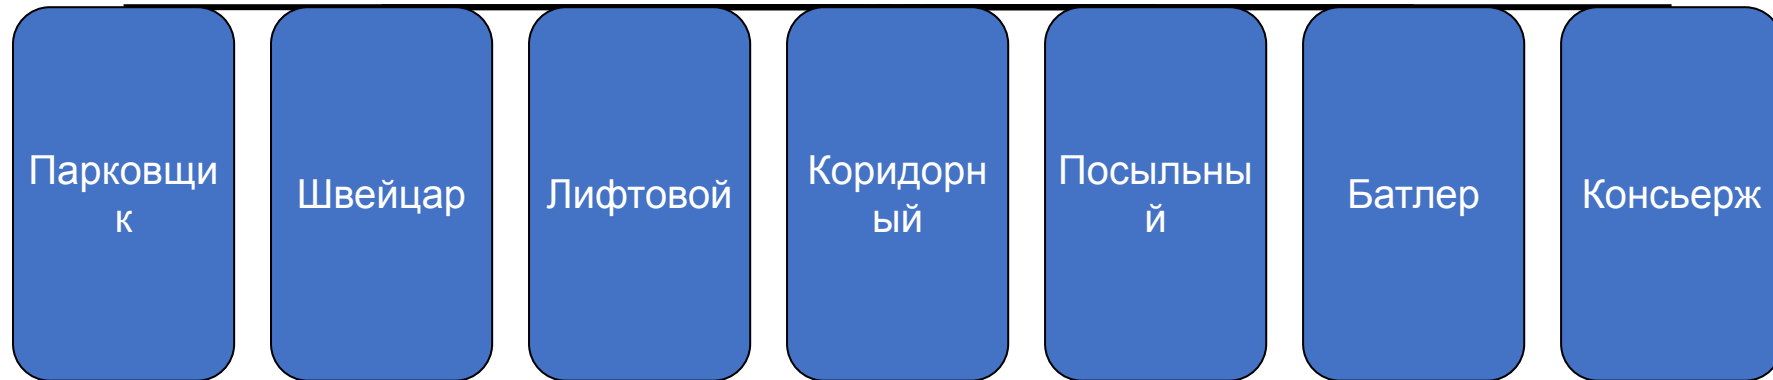 Парковщи
к
Швейцар
Лифтовой
Коридорн
ый
Посыльны
й
Батлер
Консьерж